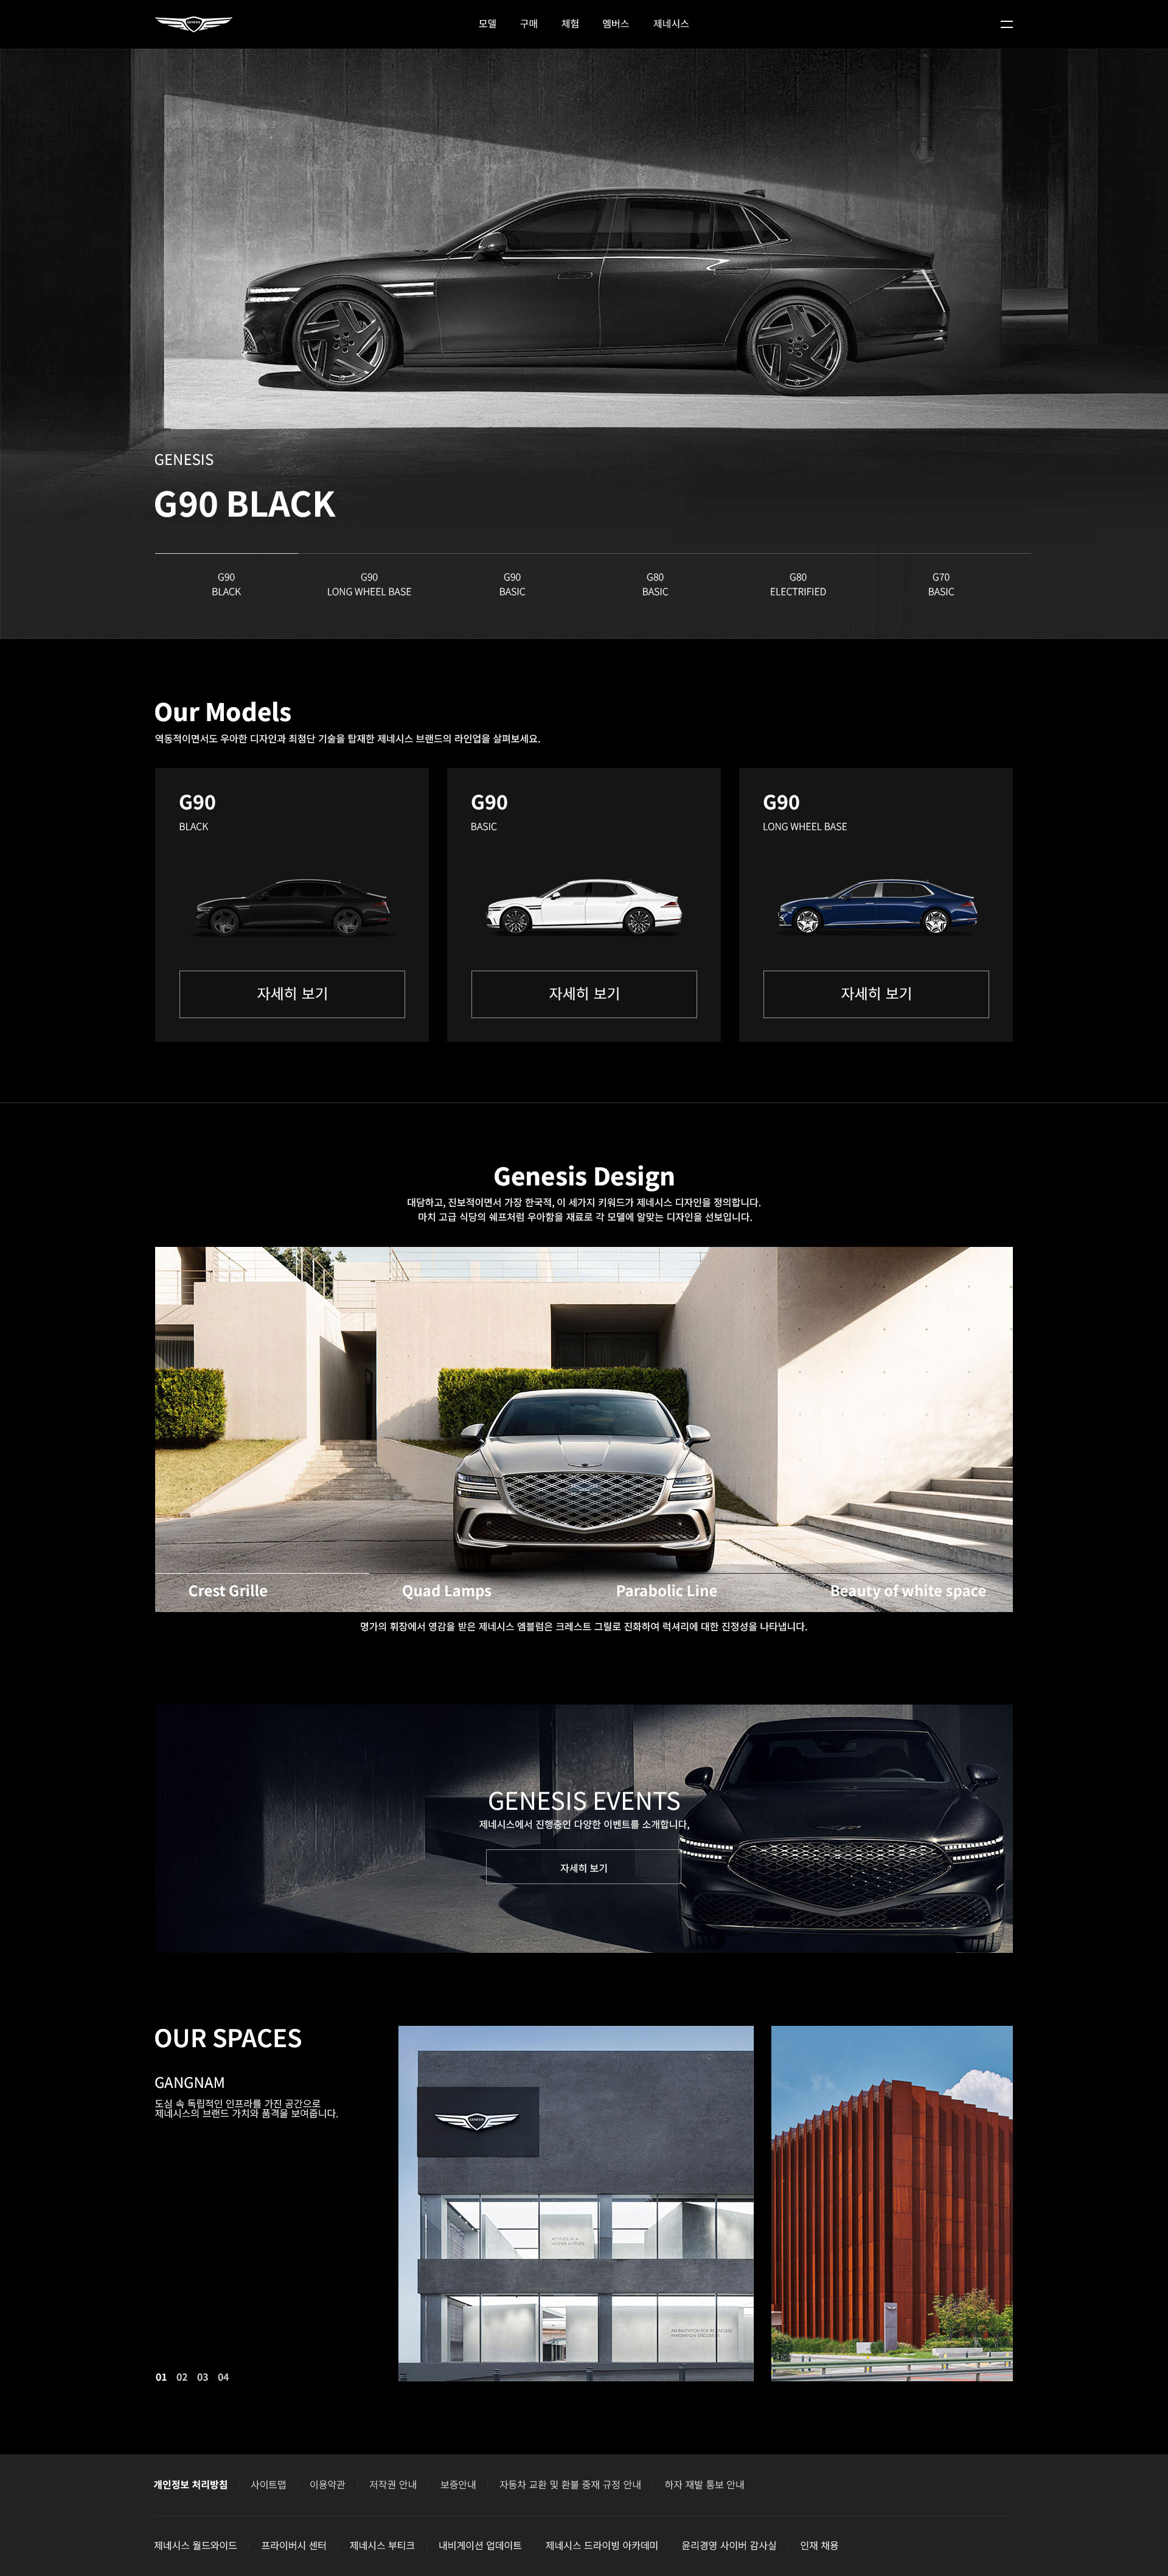 모델 구매 체험 멤버스 제네시스
GENESIS
G90 BLACK
G90 G90 G90 G80 G80 G70
BLACK LONG WHEEL BASE BASIC BASIC ELECTRIFIED BASIC
Our Models
역동적이면서도 우아한 디자인과 최첨단 기술을 탑재한 제네시스 브랜드의 라인업을 살펴보세요.
G90 G90 G90
BLACK BASIC LONG WHEEL BASE
자세히 보기 자세히 보기 자세히 보기
Genesis Design
대담하고, 진보적이면서 가장 한국적, 이 세가지 키워드가 제네시스 디자인을 정의합니다.
마치 고급 식당의 쉐프처럼 우아함을 재료로 각 모델에 알맞는 디자인을 선보입니다.
Crest Grille Quad Lamps Parabolic Line Beauty of white space
명가의 휘장에서 영감을 받은 제네시스 엠블럼은 크레스트 그릴로 진화하여 럭셔리에 대한 진정성을 나타냅니다.
GENESIS EVENTS
제네시스에서 진행중인 다양한 이벤트를 소개합니다,
자세히 보기
OUR SPACES
GANGNAM
도심 속 독립적인 인프라를 가진 공간으로
제네시스의 브랜드 가치와 품격을 보여줍니다.
GENESIS
ATTITUDE AT A
HIGHER ALTITUDE
AN INVITATION FOR RELENTLESS
INNOVATION DISCOVERY
01 02 03 04
개인정보 처리방침 사이트맵 이용약관 저작권 안내 보증안내 자동차 교환 및 환불 중재 규정 안내 하자 재발 통보 안내
제네시스 월드와이드 프라이버시 센터 제네시스 부티크 내비게이션 업데이트 제네시스 드라이빙 아카데미 윤리경영 사이버 감사실 인재 채용